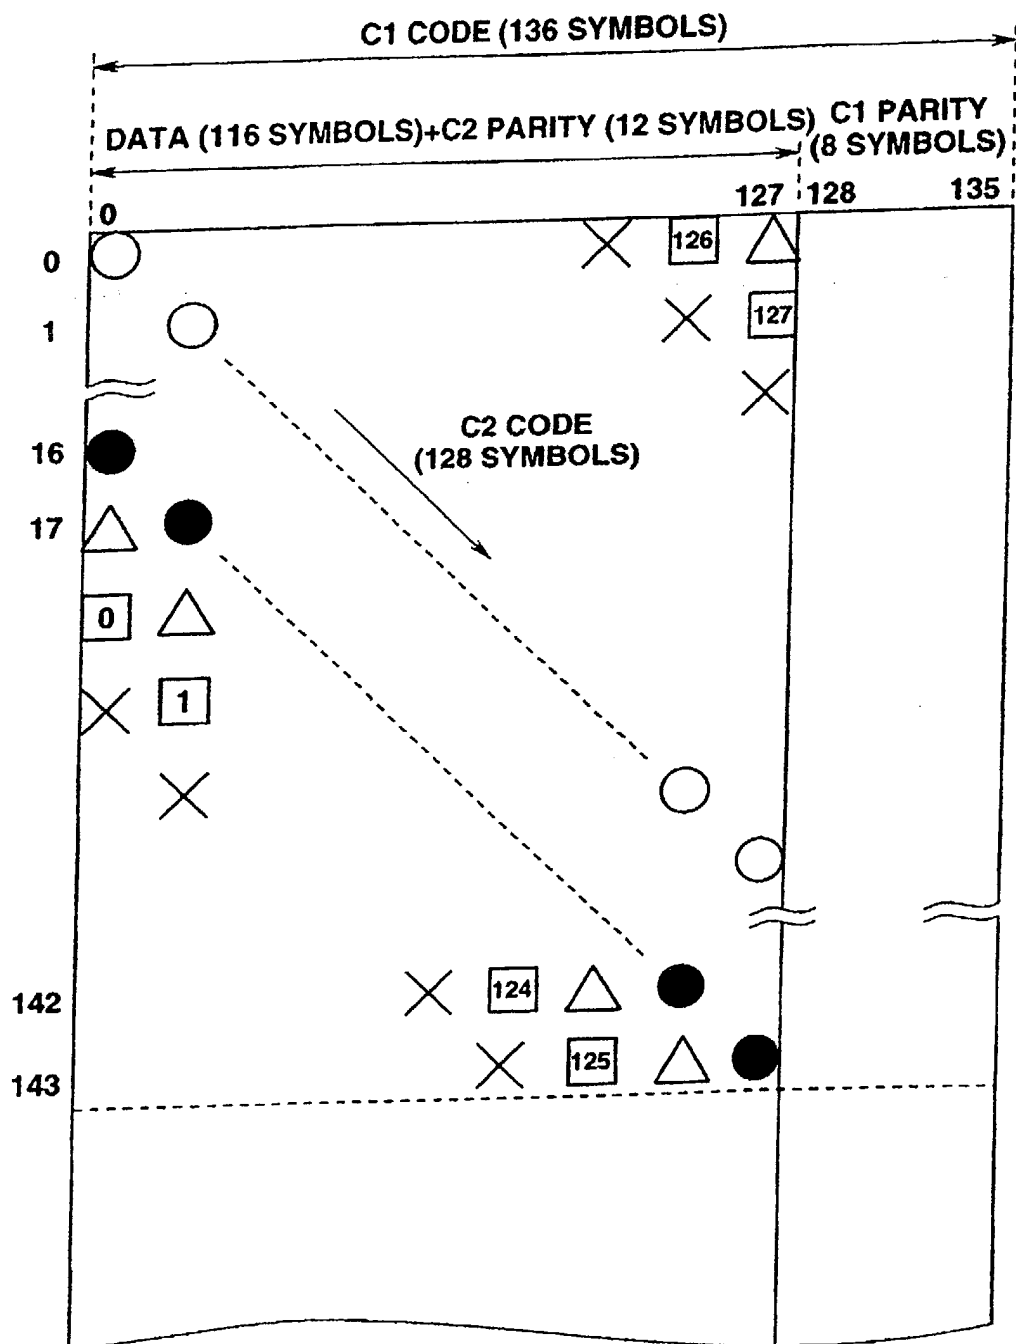 C1 CODE (136 SYMBOLS)
DATA (116 SYMBOLS)+C2 PARITY (12 SYMBOLS)
C1 PARITY
(8 SYMBOLS)
0
127
128
135
0
126
1
127
C2 CODE
(128 SYMBOLS)
16
17
0
1
142
124
143
125